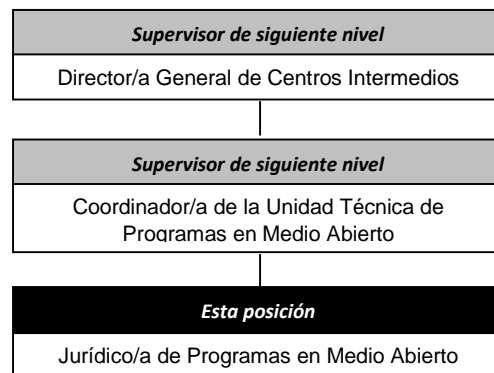 Supervisor de siguiente nivel
Director/a General de Centros Intermedios
Supervisor de siguiente nivel
Coordinador/a de la Unidad Técnica de
Programas en Medio Abierto
Esta posición
Jurídico/a de Programas en Medio Abierto